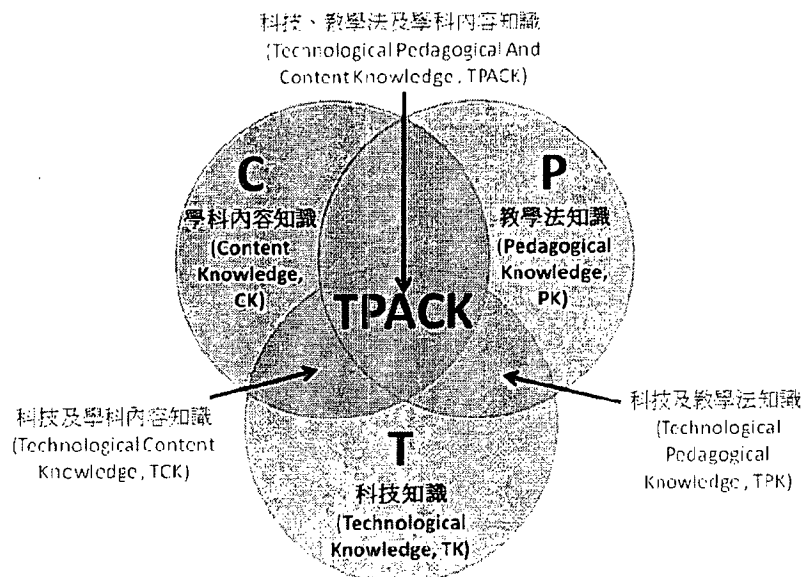 科技、教學法及學科內容知識
(Technological Pedagogical And
Content Knowledge, TPACK)
C
學科內容知識
(Content
Knowledge,
CK)
P
教學法知識
(Pedagogical
Knowledge,
PK)
TPACK
科技及學科內容知識
(Technological Content
Knowledge, TCK)
T
科技知識
(Technological
Knowledge, TK)
科技及教學法知識
(Technological
Pedagogical
Knowledge, TPK)